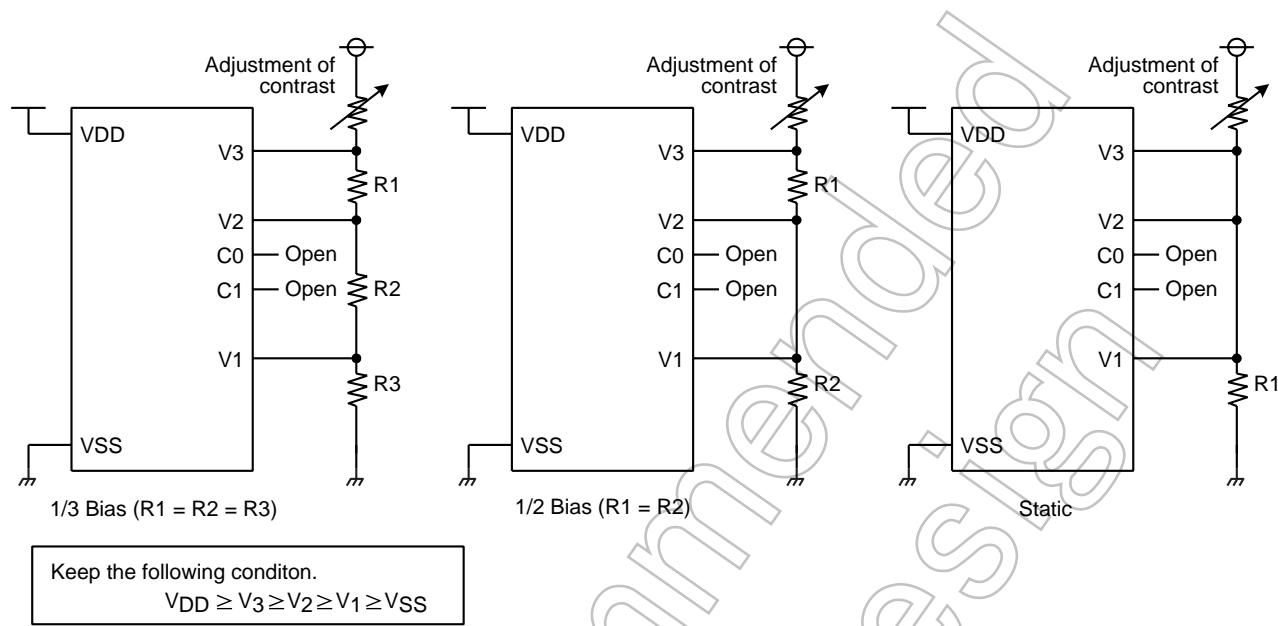 Adjustment of
contrast
VDD
V3
R1
V2
C0 Open
C1 Open
R2
V1
R3
VSS
1/3 Bias (R1 = R2 = R3)
Adjustment of
contrast
VDD
V3
R1
V2
C0 Open
C1 Open
V1
R2
VSS
1/2 Bias (R1 = R2)
Adjustment of
contrast
VDD
V3
V2
C0 Open
C1 Open
V1
R1
VSS
Static
Keep the following conditon.
VDD ≥ V3 ≥ V2 ≥ V1 ≥ VSS